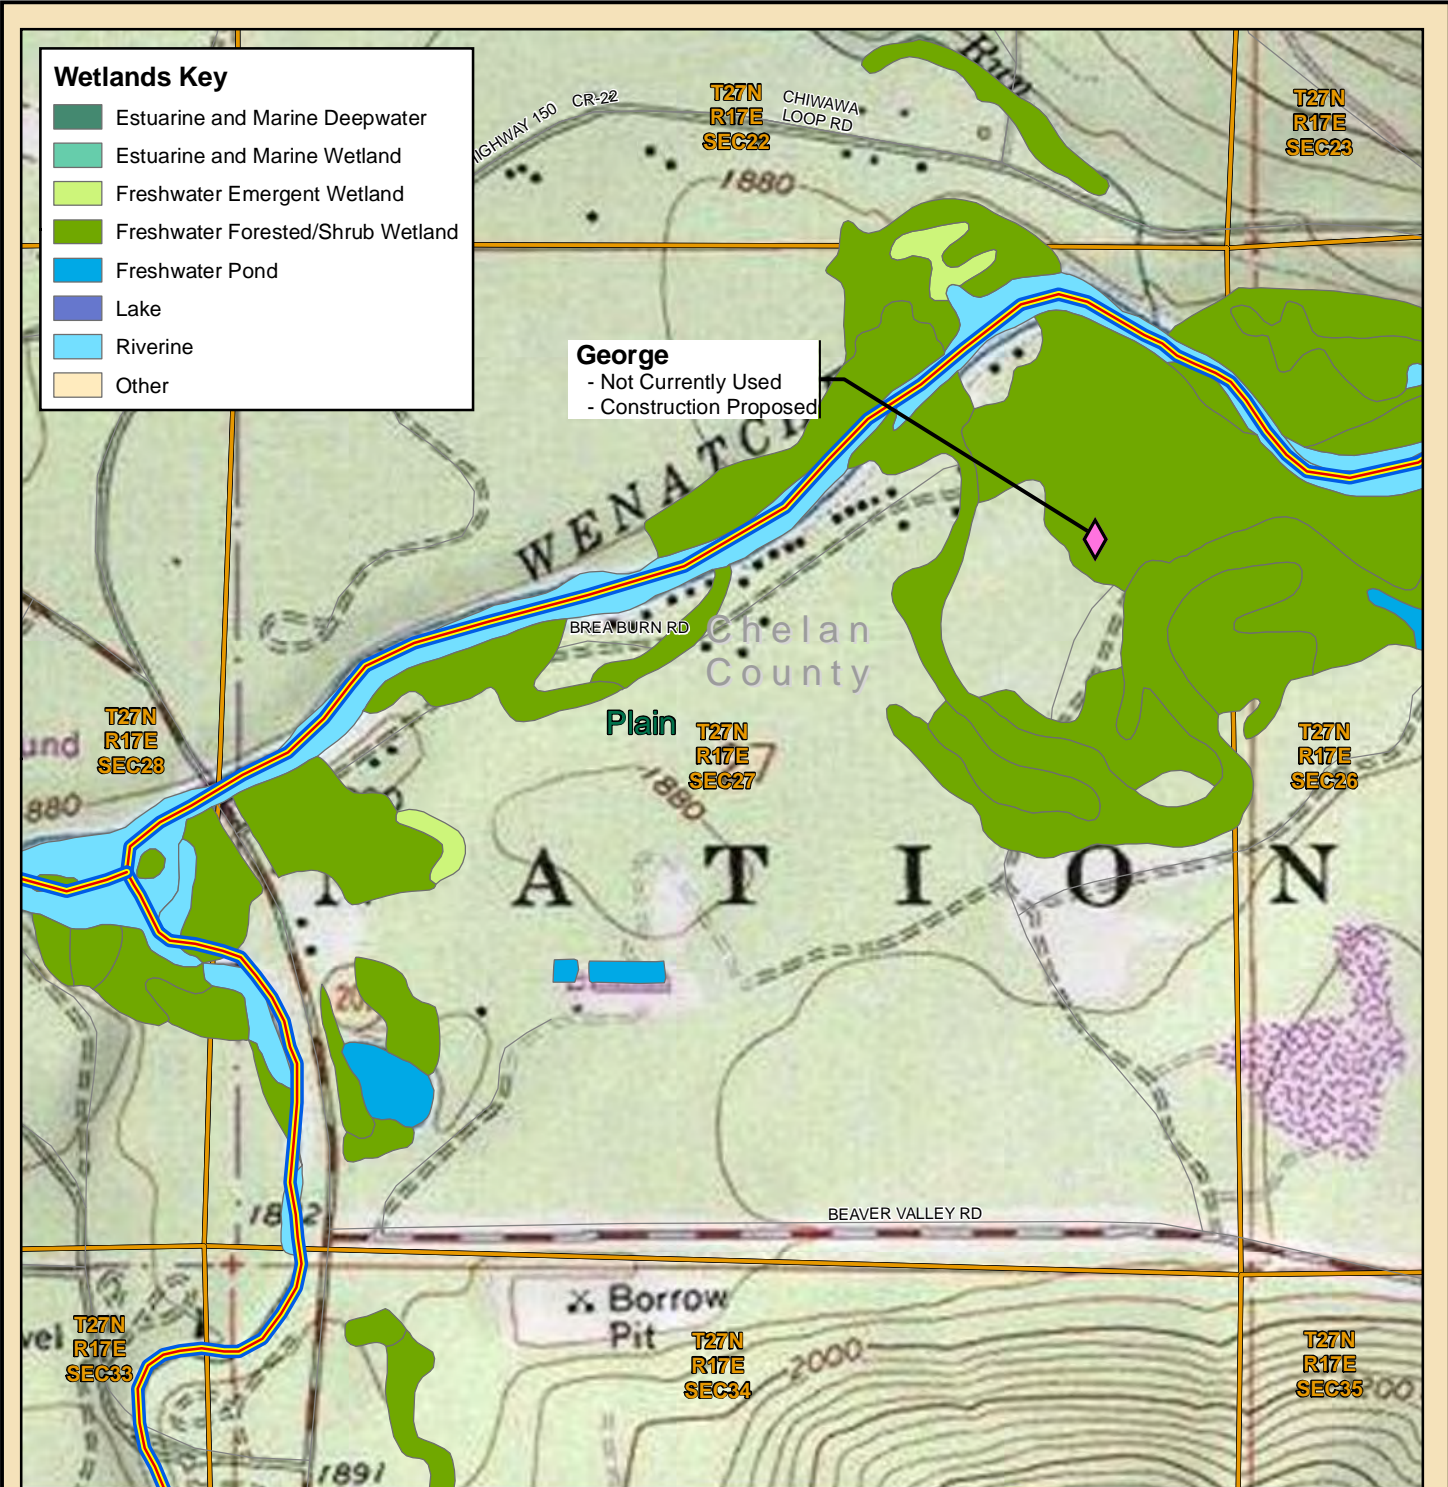 Wetlands Key
Estuarine and Marine Deepwater
Estuarine and Marine Wetland
Freshwater Emergent Wetland
Freshwater Forested/Shrub Wetland
Freshwater Pond
Lake
Riverine
Other
Run
HIGHWAY 150 CR-22
CHIWAWA
LOOP RD
T27N
R17E
SEC22
T27N
R17E
SEC23
1880
George
- Not Currently Used
- Construction Proposed
WENATCH
BREA BURN RD
Chelan
County
Plain
T27N
R17E
SEC28
T27N
R17E
SEC27
T27N
R17E
SEC26
und
880
1880
N A T I O N
20
1892
BEAVER VALLEY RD
Borrow
Pit
T27N
R17E
SEC33
vel
T27N
R17E
SEC34
2000
T27N
R17E
SEC35
200
1891